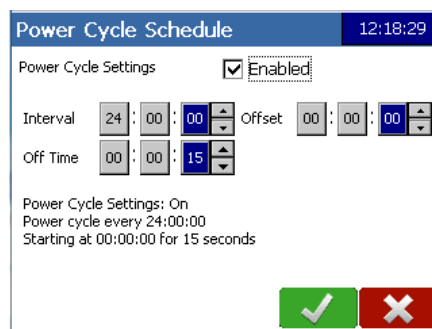 Power Cycle Schedule 12:18:29
Power Cycle Settings Enabled
Interval 24 : 00 : 00 Offset 00 : 00 : 00
Off Time 00 : 00 : 15
Power Cycle Settings: On
Power cycle every 24:00:00
Starting at 00:00:00 for 15 seconds